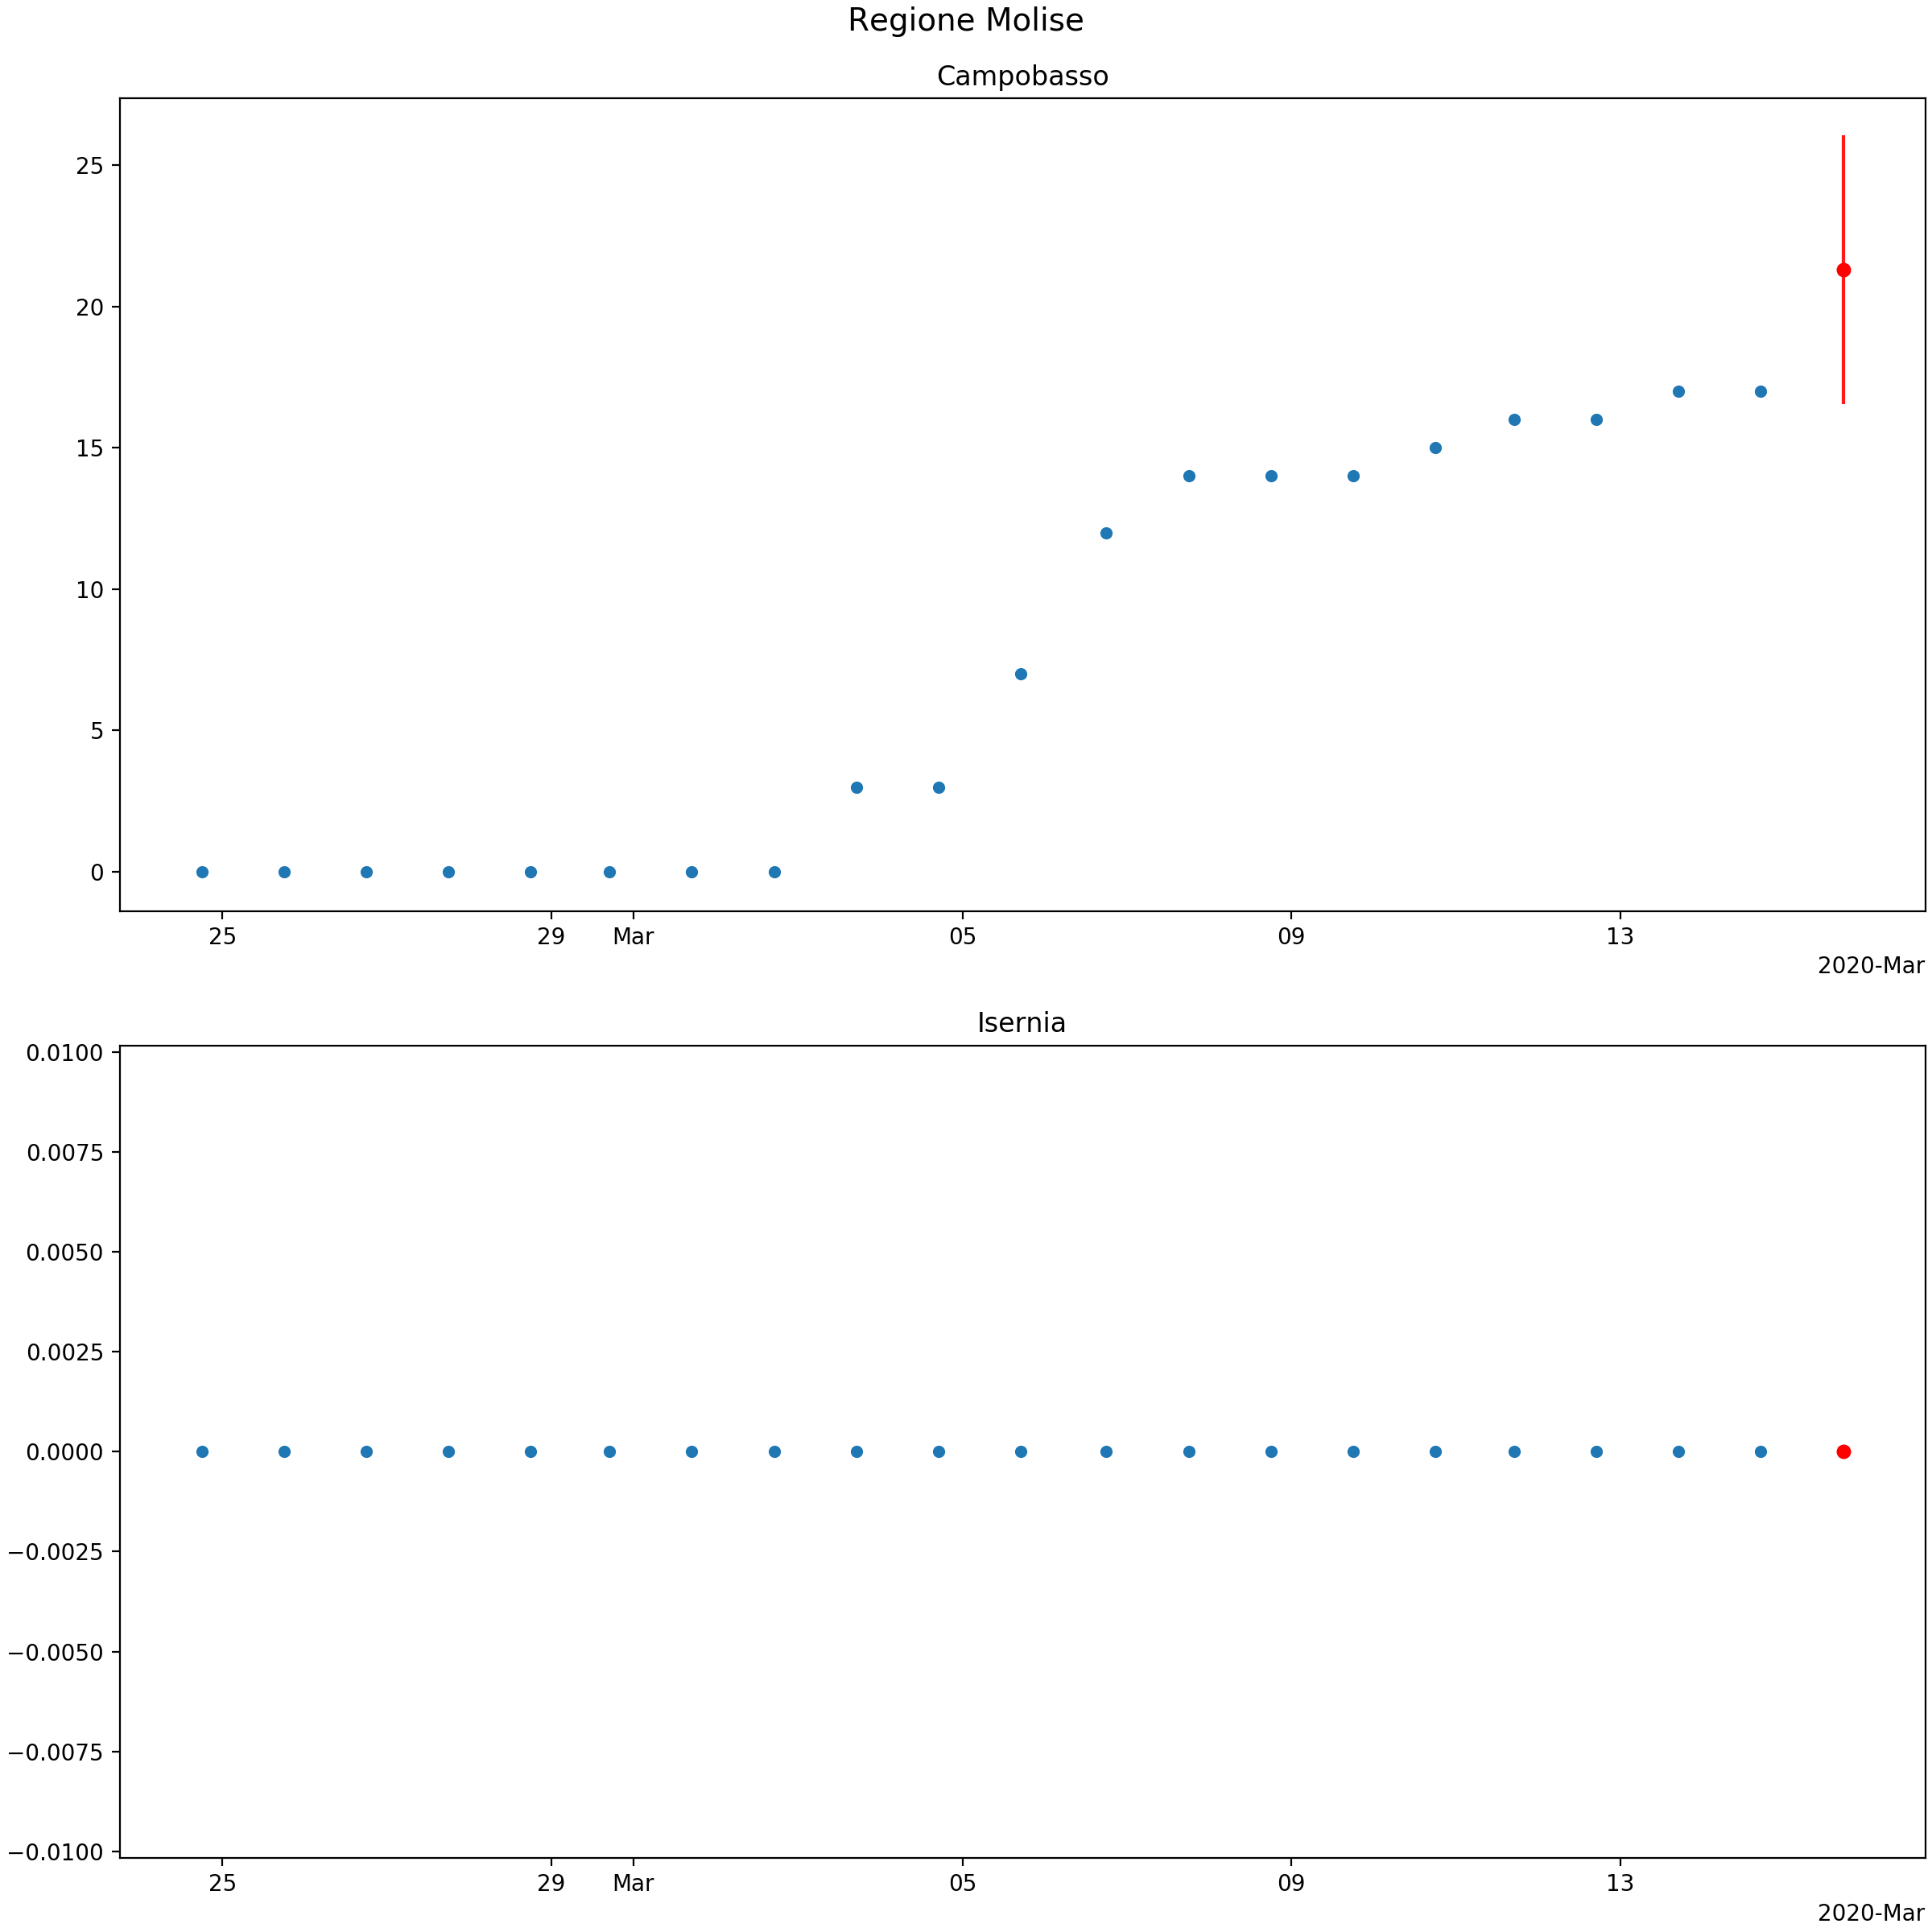 Regione Molise
Campobasso
25
20
15
10
5
0
25 29 Mar 05 09 13
2020-Mar
Isernia
0.0100
0.0075
0.0050
0.0025
0.0000
−0.0025
−0.0050
−0.0075
−0.0100
25 29 Mar 05 09 13
2020-Mar